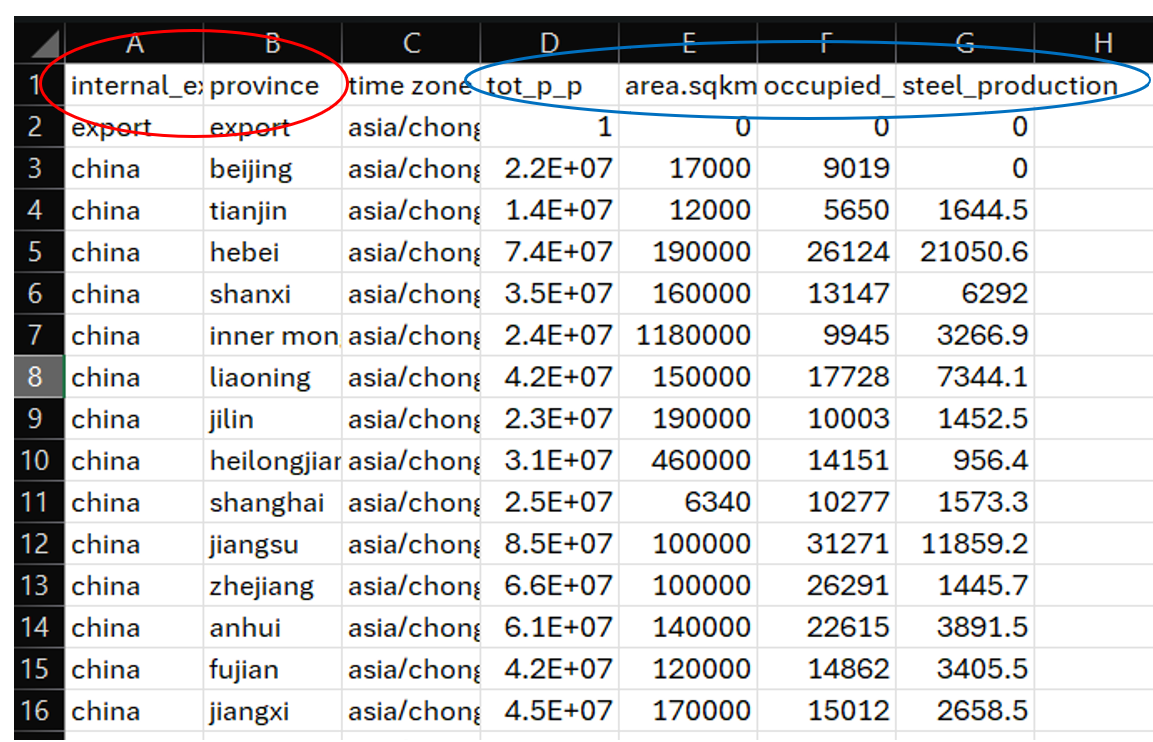 A B C D E F G H
1 internal_ex province time zone tot_p_p area.sqkm occupied_ steel_production
2 export export asia/chong 1 0 0 0
3 china beijing asia/chong 2.2E+07 17000 9019 0
4 china tianjin asia/chong 1.4E+07 12000 5650 1644.5
5 china hebei asia/chong 7.4E+07 190000 26124 21050.6
6 china shanxi asia/chong 3.5E+07 160000 13147 6292
7 china inner mon asia/chong 2.4E+07 1180000 9945 3266.9
8 china liaoning asia/chong 4.2E+07 150000 17728 7344.1
9 china jilin asia/chong 2.3E+07 190000 10003 1452.5
10 china heilongjian asia/chong 3.1E+07 460000 14151 956.4
11 china shanghai asia/chong 2.5E+07 6340 10277 1573.3
12 china jiangsu asia/chong 8.5E+07 100000 31271 11859.2
13 china zhejiang asia/chong 6.6E+07 100000 26291 1445.7
14 china anhui asia/chong 6.1E+07 140000 22615 3891.5
15 china fujian asia/chong 4.2E+07 120000 14862 3405.5
16 china jiangxi asia/chong 4.5E+07 170000 15012 2658.5